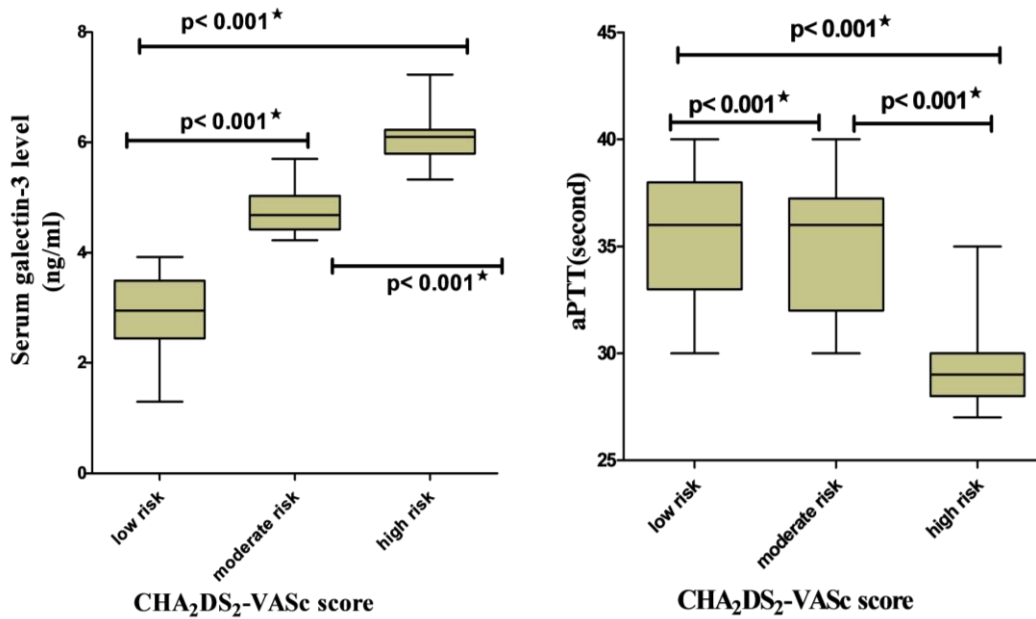 p< 0.001★
8
p< 0.001★
6
4
p< 0.001★
2
0
Serum galectin-3 level
(ng/ml)
low risk
moderate risk
high risk
CHA₂DS₂-VASc score
45
p< 0.001★
p< 0.001★
p< 0.001★
40
35
30
25
aPTT(second)
low risk
moderate risk
high risk
CHA₂DS₂-VASc score